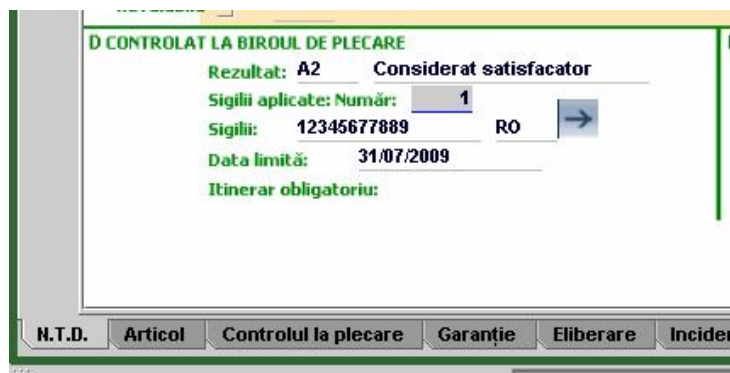 D CONTROLAT LA BIROUL DE PLECARE
Rezultat: A2 Considerat satisfacator
Sigilii aplicate: Număr: 1
Sigilii: 12345677889 RO
Data limită: 31/07/2009
Itinerar obligatoriu:
N.T.D. Articol Controlul la plecare Garanție Eliberare